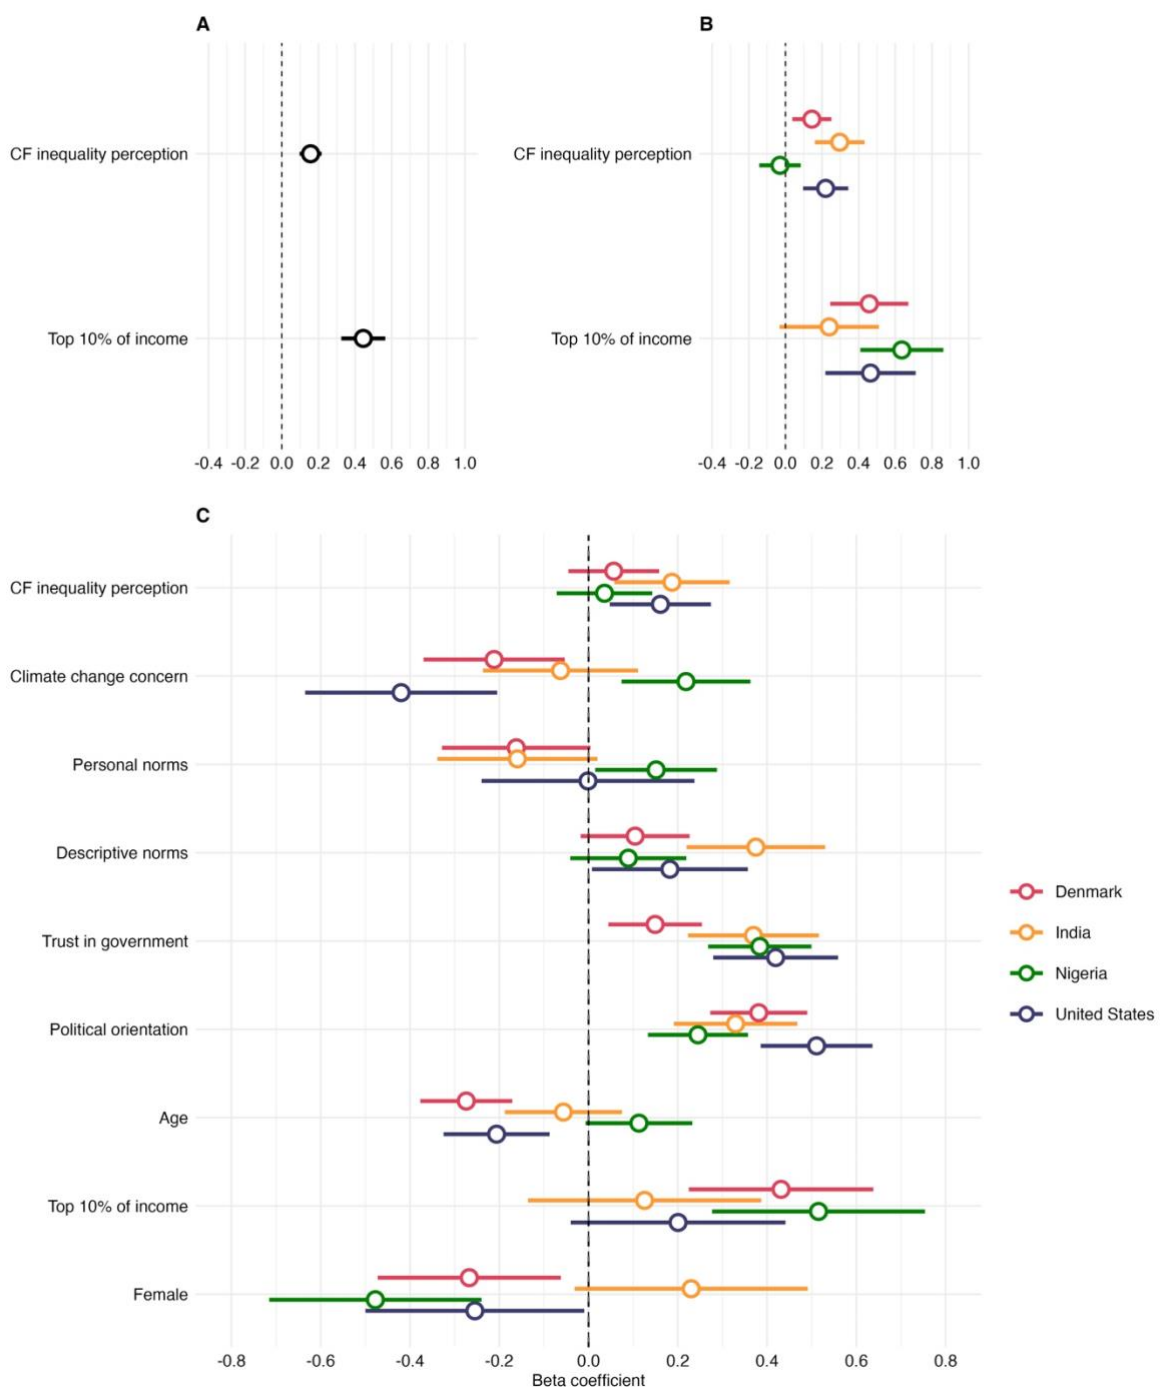 A
B
CF inequality perception
Top 10% of income
-0.4 -0.2 0.0 0.2 0.4 0.6 0.8 1.0
CF inequality perception
Top 10% of income
-0.4 -0.2 0.0 0.2 0.4 0.6 0.8 1.0
C
CF inequality perception
Climate change concern
Personal norms
Descriptive norms
Trust in government
Political orientation
Age
Top 10% of income
Female
-0.8 -0.6 -0.4 -0.2 0.0 0.2 0.4 0.6 0.8
Beta coefficient
Denmark
India
Nigeria
United States